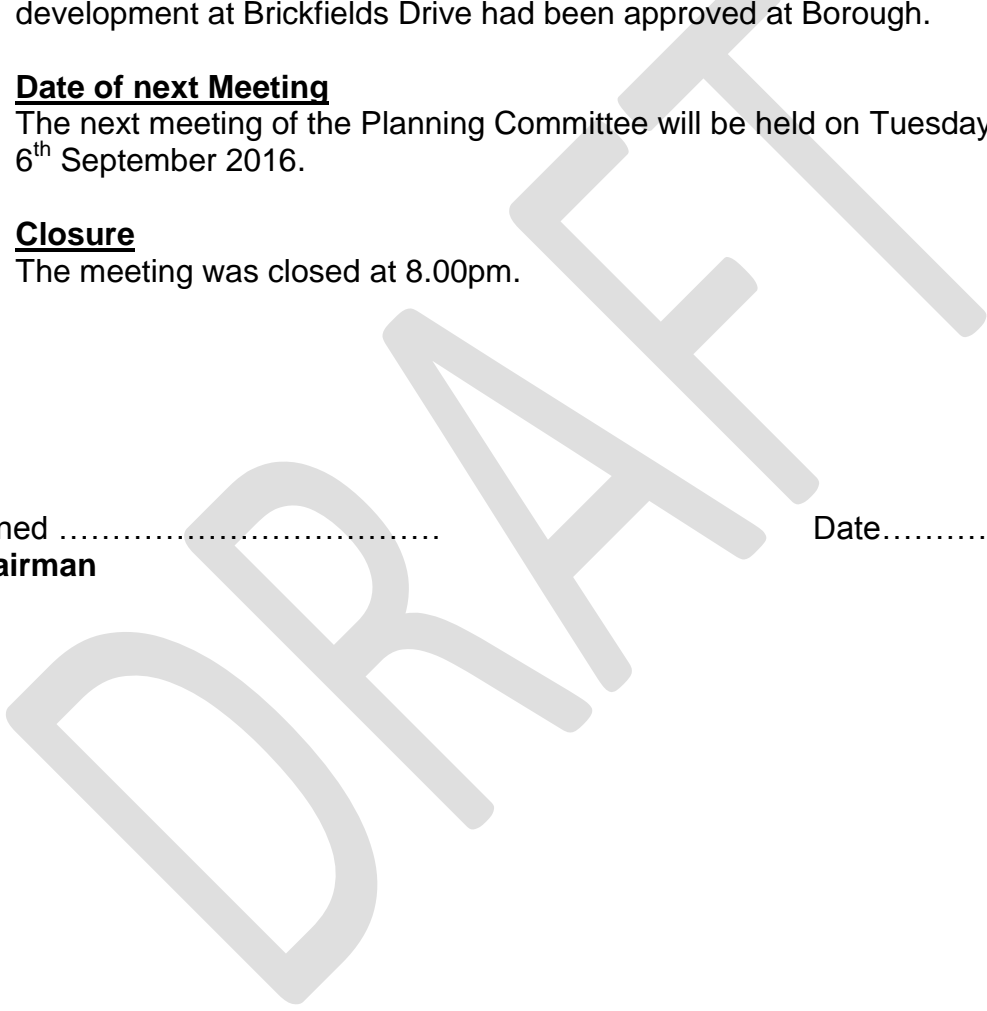 development at Brickfields Drive had been approved at Borough.
Date of next Meeting
The next meeting of the Planning Committee will be held on Tuesday
6th September 2016.
Closure
The meeting was closed at 8.00pm.
ned ……………………………… Date……….
airman
DRAFT